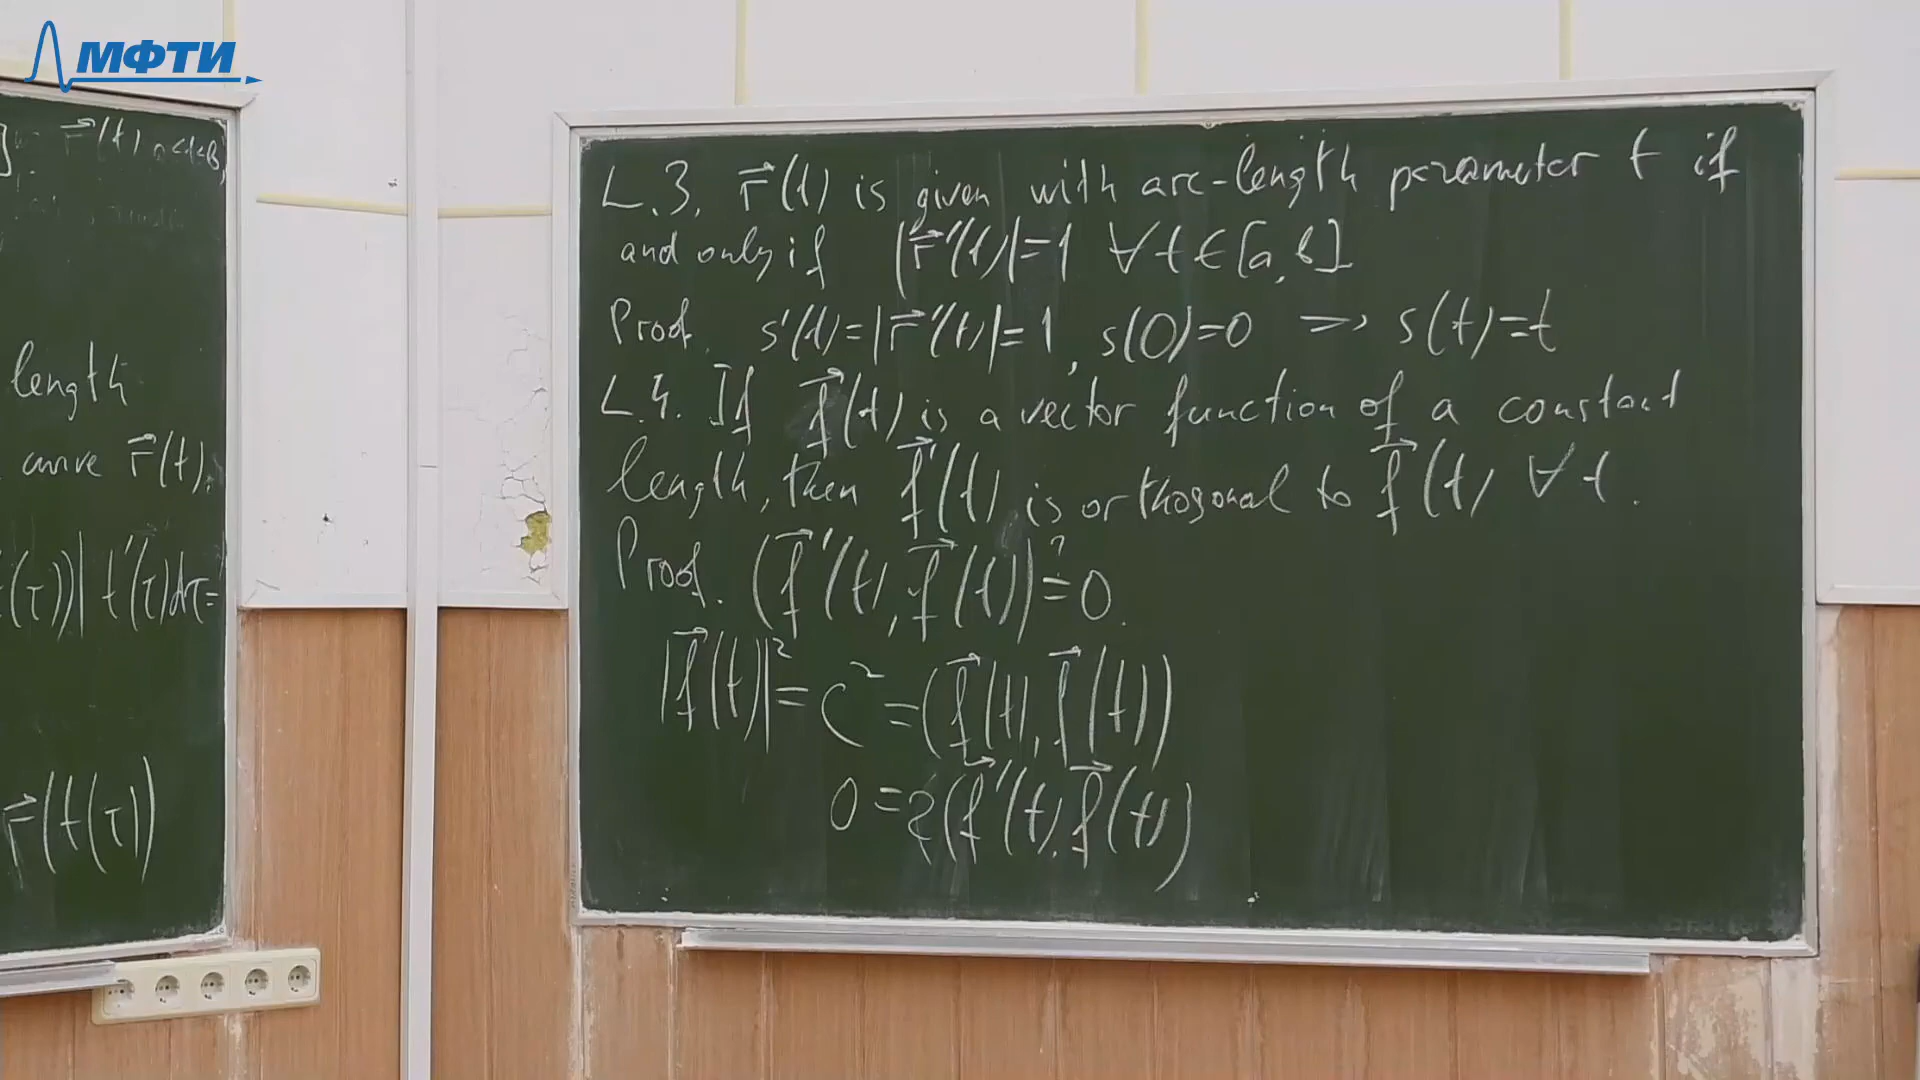 МФТИ
] r⃗(t), a≤t≤b,
length
curve r⃗(t).
(τ))| t'(τ)dτ=
r⃗(t(τ))
L.3. r⃗(t) is given with arc-length parameter t if
and only if |r⃗'(t)|=1 ∀t∈[a,b]
Proof. s'(t)=|r⃗'(t)|=1, s(0)=0 => s(t)=t
L.4. If f⃗(t) is a vector function of a constant
length, then f⃗'(t) is orthogonal to f⃗(t) ∀t.
Proof. (f⃗'(t), f⃗(t)) ?= 0.
|f⃗(t)|² = c² = (f⃗(t), f⃗(t))
0 = 2(f⃗'(t), f⃗(t))